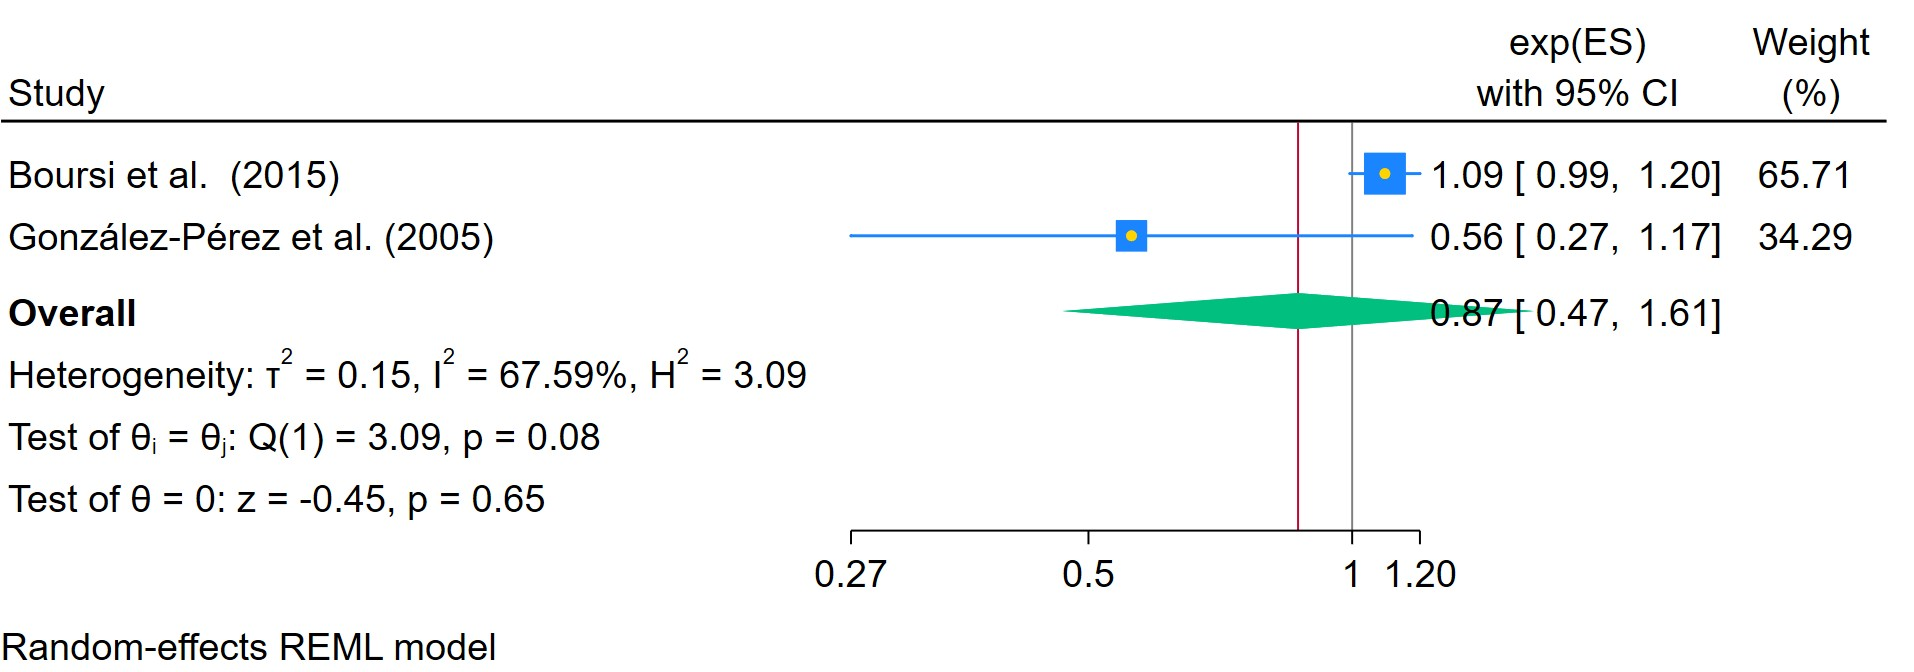 exp(ES) Weight
Study with 95% CI (%)
Boursi et al. (2015) 1.09 [ 0.99, 1.20] 65.71
González-Pérez et al. (2005) 0.56 [ 0.27, 1.17] 34.29
Overall 0.87 [ 0.47, 1.61]
Heterogeneity: τ² = 0.15, I² = 67.59%, H² = 3.09
Test of θᵢ = θⱼ: Q(1) = 3.09, p = 0.08
Test of θ = 0: z = -0.45, p = 0.65
0.27 0.5 1 1.20
Random-effects REML model